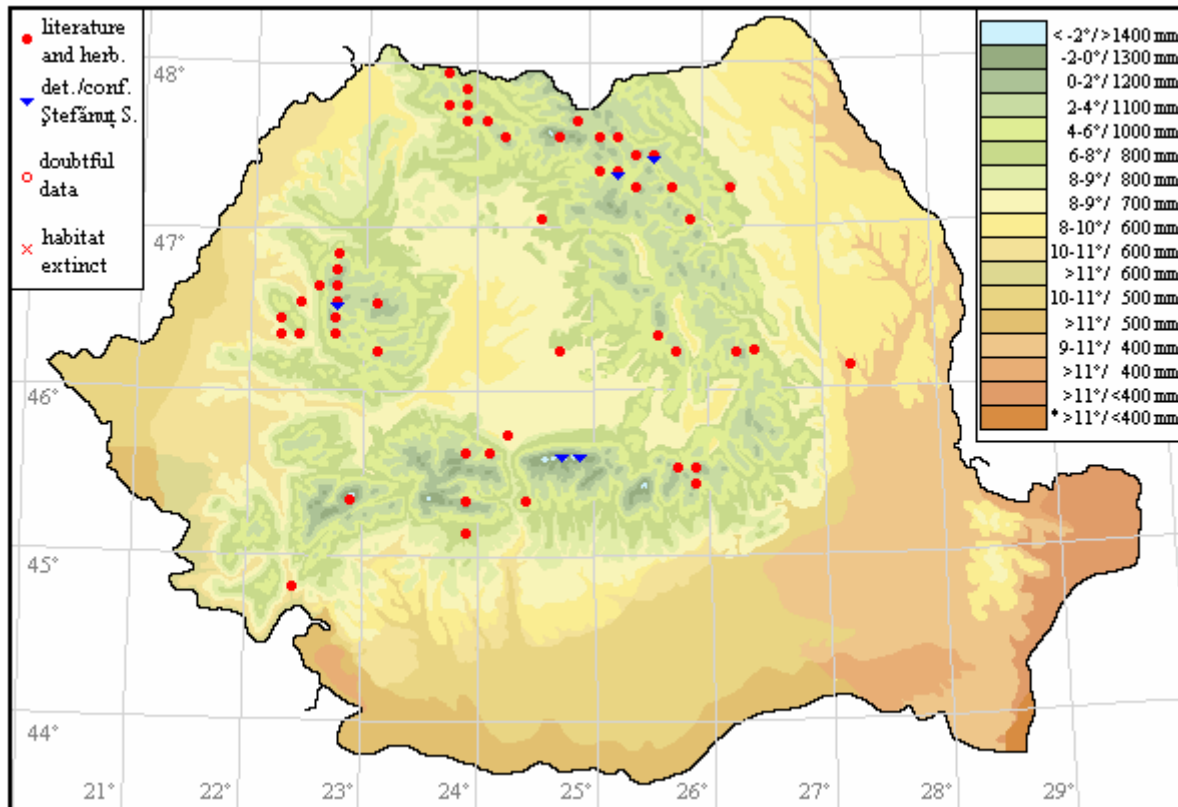 literature
and herb.
det./conf.
Ștefănuț S.
doubtful
data
habitat
extinct
< -2°/>1400 mm
-2-0°/ 1300 mm
0-2°/ 1200 mm
2-4°/ 1100 mm
4-6°/ 1000 mm
6-8°/ 800 mm
8-9°/ 800 mm
8-9°/ 700 mm
8-10°/ 600 mm
10-11°/ 600 mm
>11°/ 600 mm
10-11°/ 500 mm
>11°/ 500 mm
9-11°/ 400 mm
>11°/ 400 mm
>11°/<400 mm
* >11°/<400 mm
48°
47°
46°
45°
44°
21° 22° 23° 24° 25° 26° 27° 28° 29°